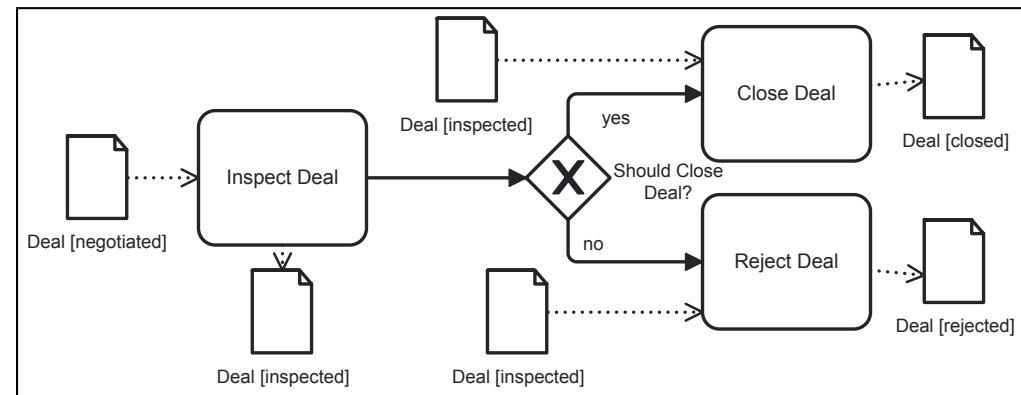 Deal [inspected]
Close Deal
Deal [closed]
yes
Inspect Deal
X
Should Close
Deal?
Deal [negotiated]
no
Reject Deal
Deal [rejected]
Deal [inspected]
Deal [inspected]